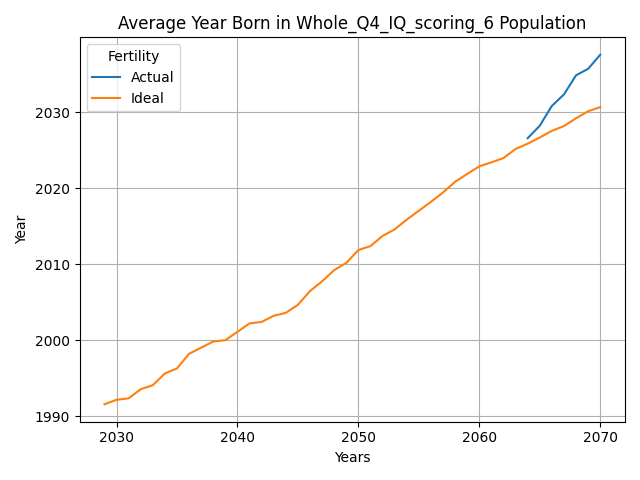 Average Year Born in Whole_Q4_IQ_scoring_6 Population
Fertility
Actual
Ideal
2030
2020
2010
2000
1990
Year
2030 2040 2050 2060 2070
Years